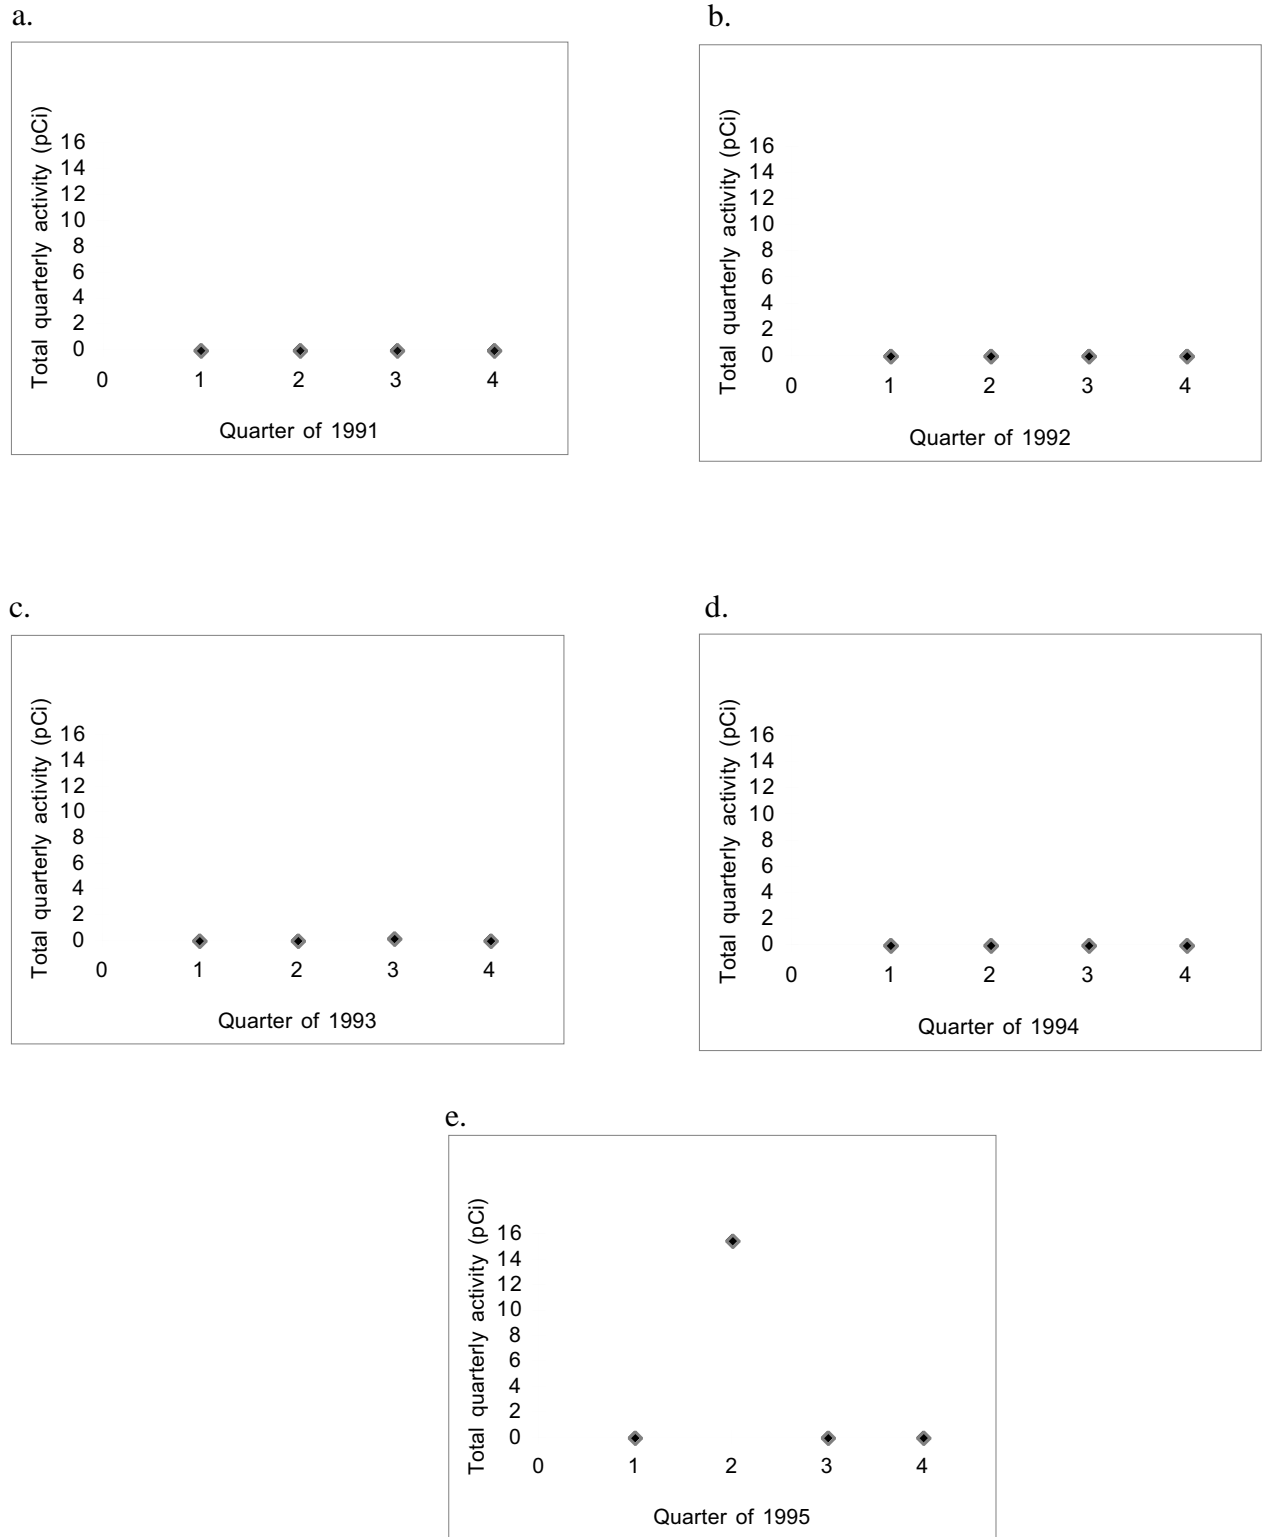 a.
Total quarterly activity (pCi)
16
14
12
10
8
6
4
2
0
0 1 2 3 4
Quarter of 1991
b.
Total quarterly activity (pCi)
16
14
12
10
8
6
4
2
0
0 1 2 3 4
Quarter of 1992
c.
Total quarterly activity (pCi)
16
14
12
10
8
6
4
2
0
0 1 2 3 4
Quarter of 1993
d.
Total quarterly activity (pCi)
16
14
12
10
8
6
4
2
0
0 1 2 3 4
Quarter of 1994
e.
Total quarterly activity (pCi)
16
14
12
10
8
6
4
2
0
0 1 2 3 4
Quarter of 1995